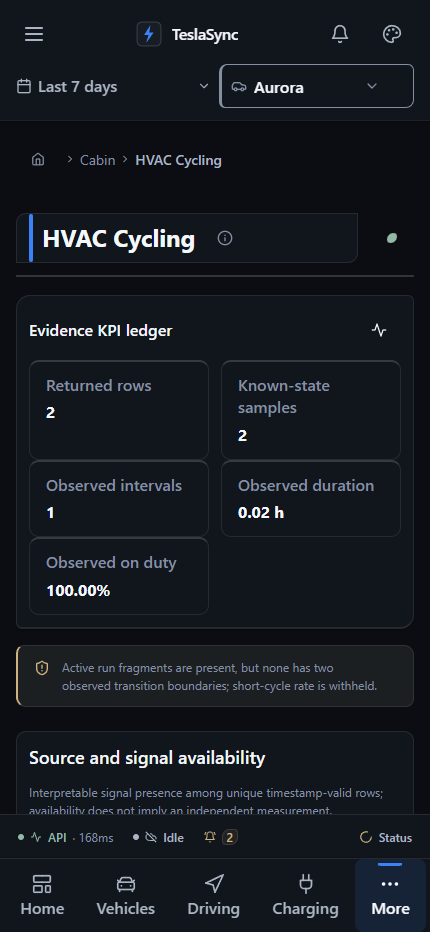 TeslaSync
Last 7 days
Aurora
Cabin
HVAC Cycling
HVAC Cycling
Evidence KPI ledger
Returned rows
2
Known-state
samples
2
Observed intervals
1
Observed duration
0.02 h
Observed on duty
100.00%
Active run fragments are present, but none has two
observed transition boundaries; short-cycle rate is withheld.
Source and signal availability
Interpretable signal presence among unique timestamp-valid rows;
availability does not imply an independent measurement.
API · 168ms
Idle
2
Status
Home
Vehicles
Driving
Charging
More